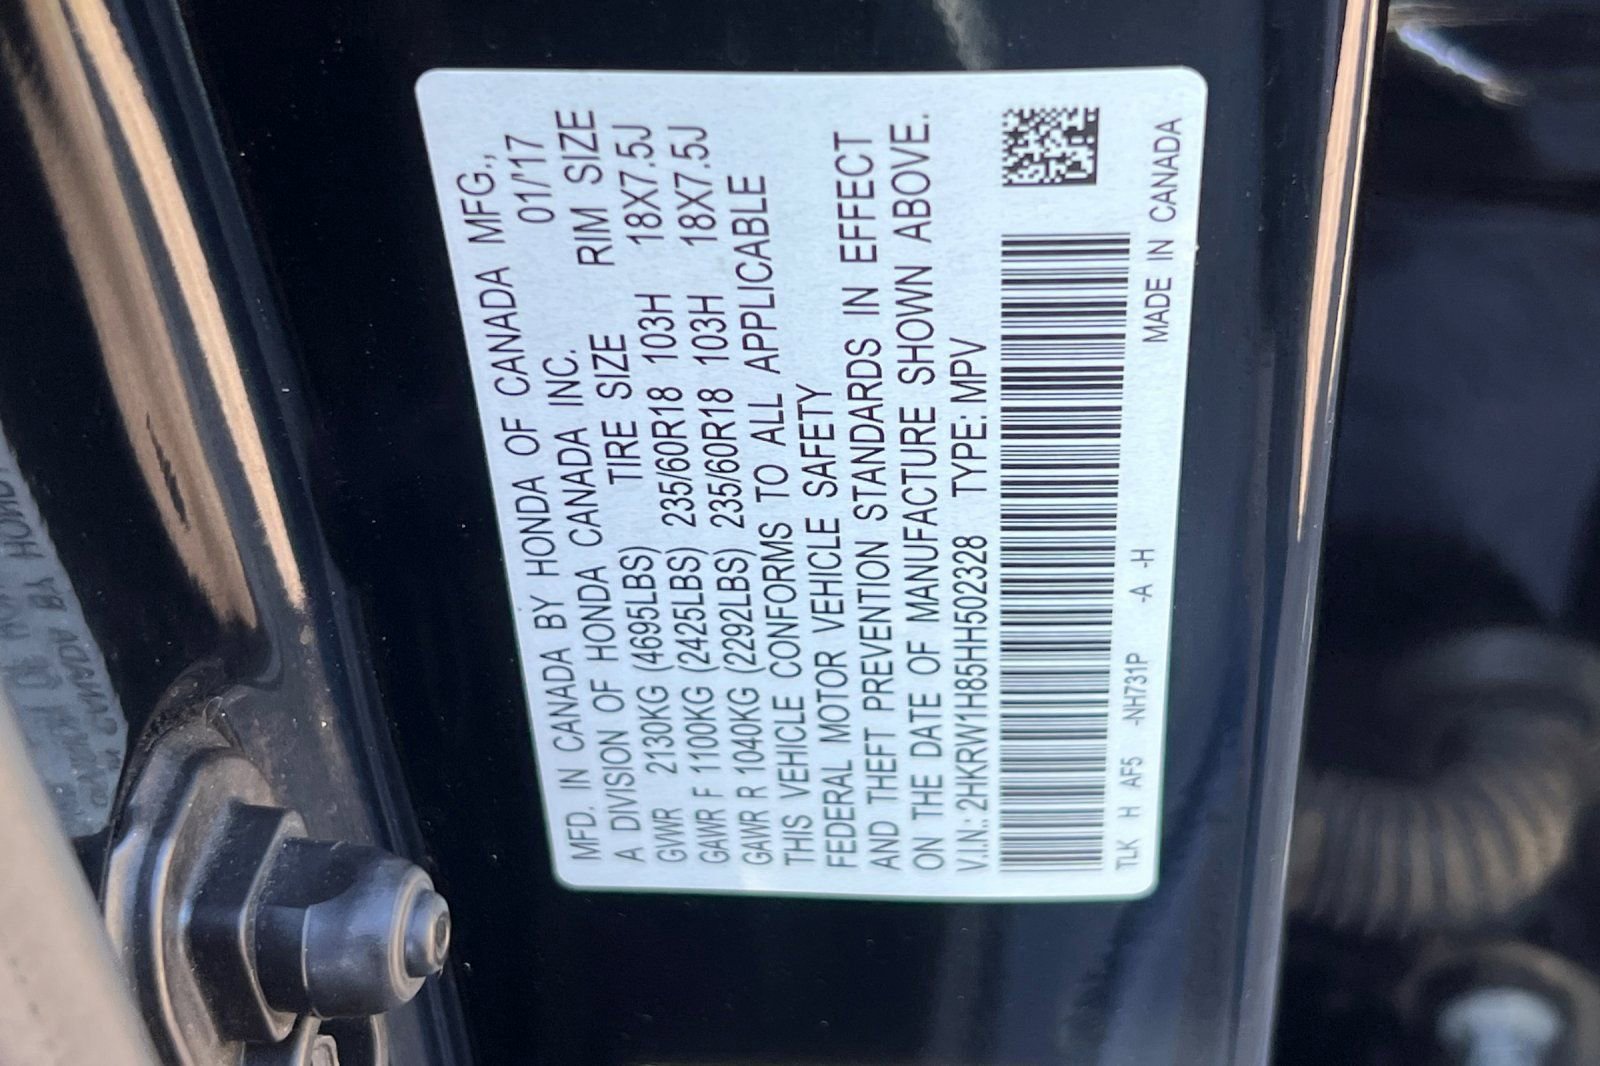 MFD. IN CANADA BY HONDA OF CANADA MFG.,
A DIVISION OF HONDA CANADA INC. 01/'17
TIRE SIZE RIM SIZE
GVWR 2130KG (4695LBS)
GAWR F 1100KG (2425LBS) 235/60R18 103H 18X7.5J
GAWR R 1040KG (2292LBS) 235/60R18 103H 18X7.5J
THIS VEHICLE CONFORMS TO ALL APPLICABLE
FEDERAL MOTOR VEHICLE SAFETY
AND THEFT PREVENTION STANDARDS IN EFFECT
ON THE DATE OF MANUFACTURE SHOWN ABOVE.
V.I.N.: 2HKRW1H85HH502328 TYPE: MPV
TLK H AF5 -NH731P -A -H
MADE IN CANADA
BY HONDA